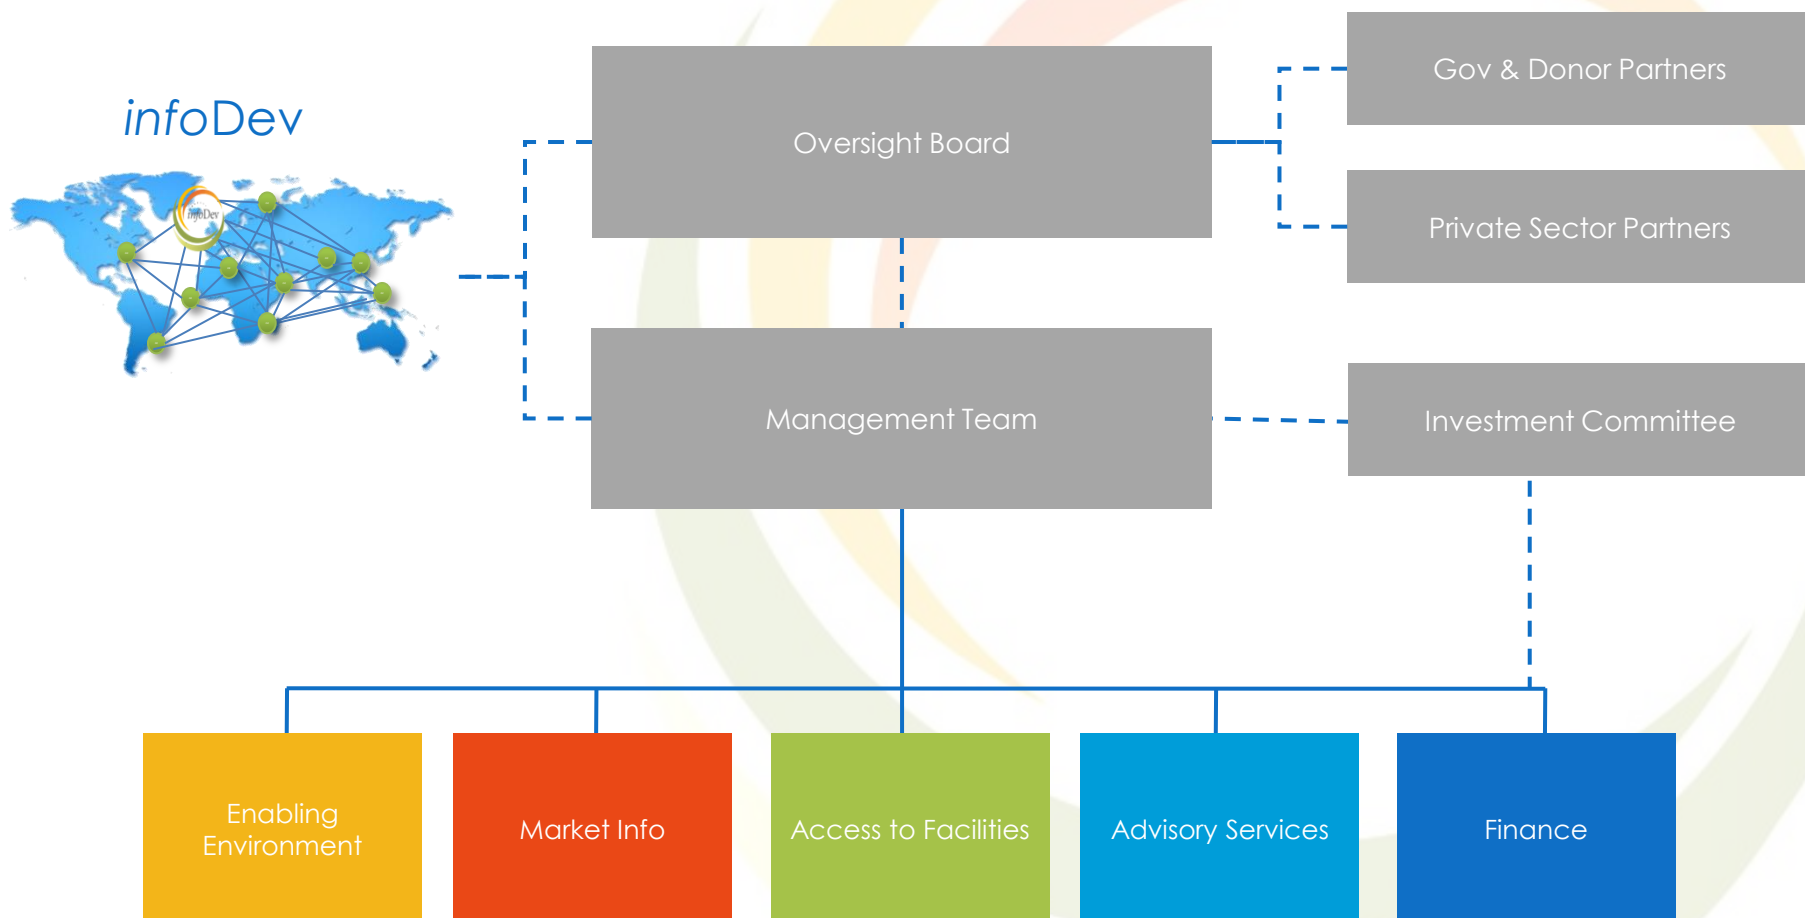 infoDev
infoDev
Oversight Board
Gov & Donor Partners
Private Sector Partners
Management Team
Investment Committee
Enabling
Environment
Market Info
Access to Facilities
Advisory Services
Finance